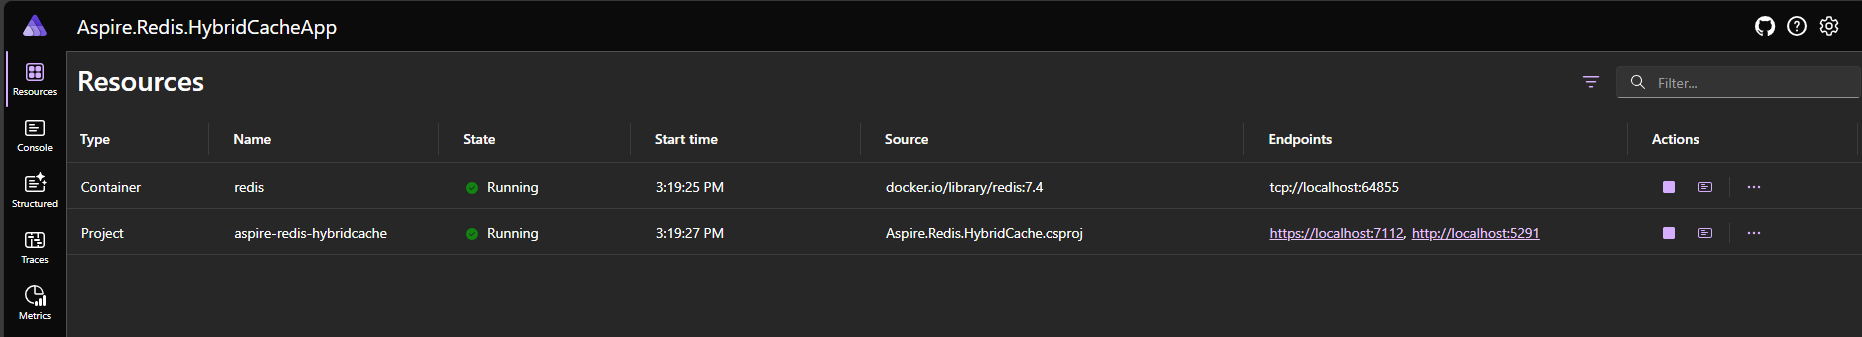 Aspire.Redis.HybridCacheApp
Resources
Resources
Filter...
Console
Structured
Traces
Metrics
Type Name State Start time Source Endpoints Actions
Container redis Running 3:19:25 PM docker.io/library/redis:7.4 tcp://localhost:64855
Project aspire-redis-hybridcache Running 3:19:27 PM Aspire.Redis.HybridCache.csproj https://localhost:7112, http://localhost:5291